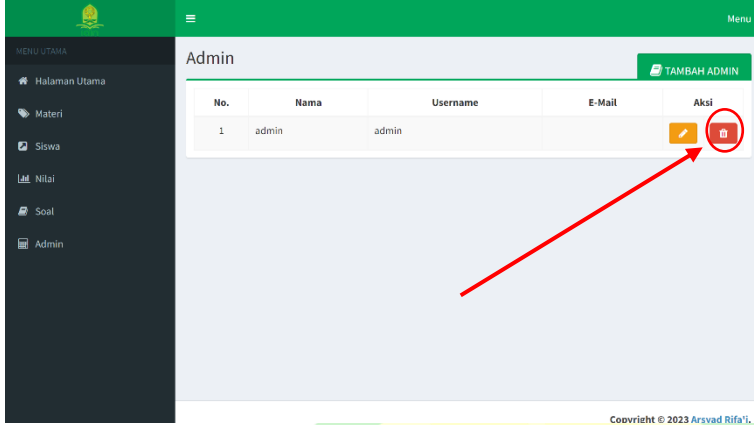 Menu
MENU UTAMA
Halaman Utama
Materi
Siswa
Nilai
Soal
Admin
Admin
TAMBAH ADMIN
No. Nama Username E-Mail Aksi
1 admin admin
Copyright © 2023 Arsyad Rifa'i.